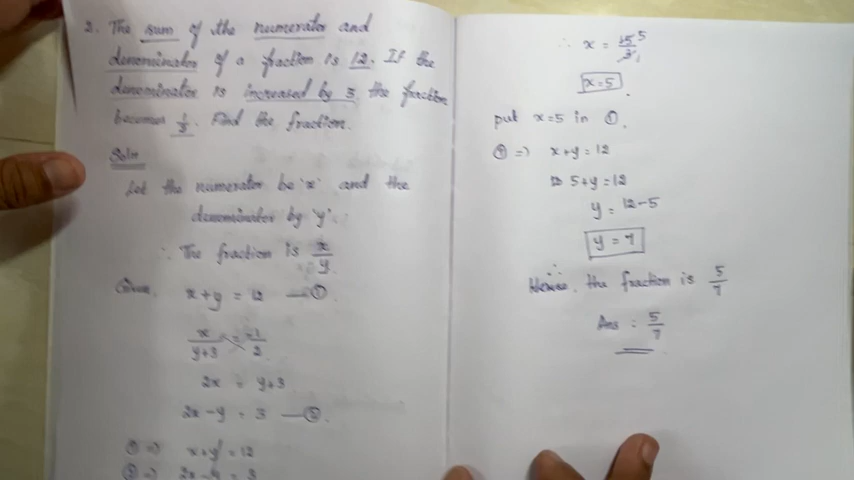 2. The sum of the numerator and
denominator of a fraction is 12. If the
denominator is increased by 3, the fraction
becomes 1/2. Find the fraction.
Soln
Let the numerator be 'x' and the
denominator by 'y'.
∴ The fraction is x/y
Given, x+y = 12 —①
x/y+3 = 1/2
2x = y+3
2x-y = 3 —②
①=) x+y = 12
②=) 2x-y = 3
∴ x = 15/3 5
x=5
put x=5 in ①.
①=) x+y = 12
5+y = 12
y = 12-5
y = 7
∴ Hence, the fraction is 5/7
Ans : 5/7